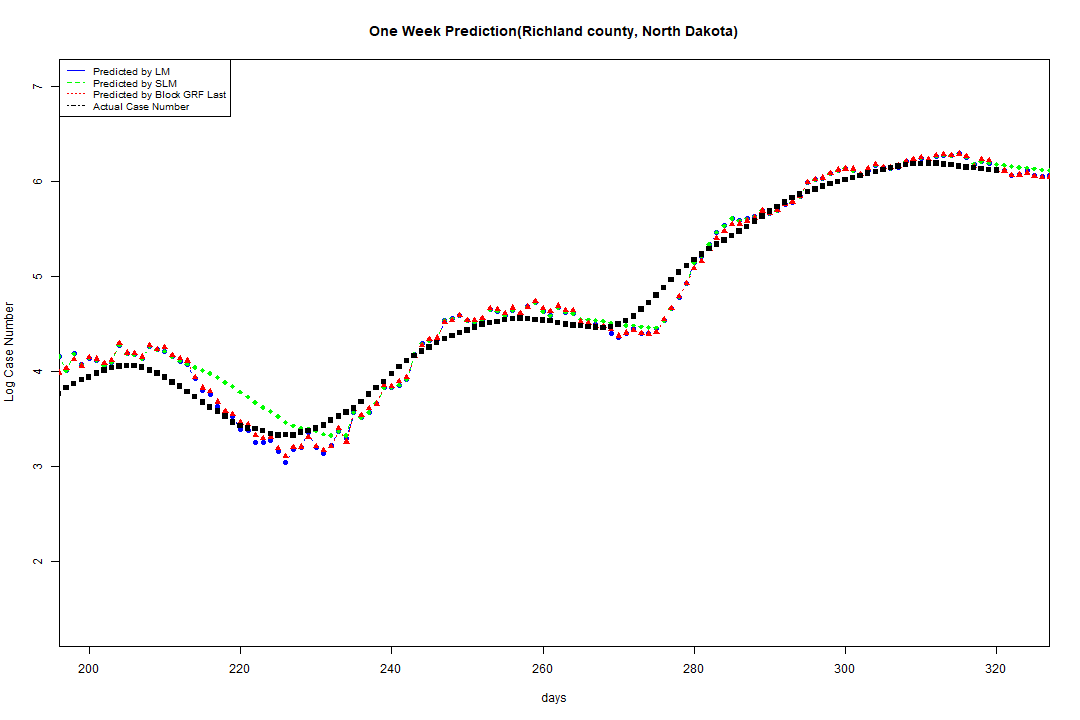 One Week Prediction(Richland county, North Dakota)
Predicted by LM
Predicted by SLM
Predicted by Block GRF Last
Actual Case Number
7
6
5
4
3
2
Log Case Number
200 220 240 260 280 300 320
days